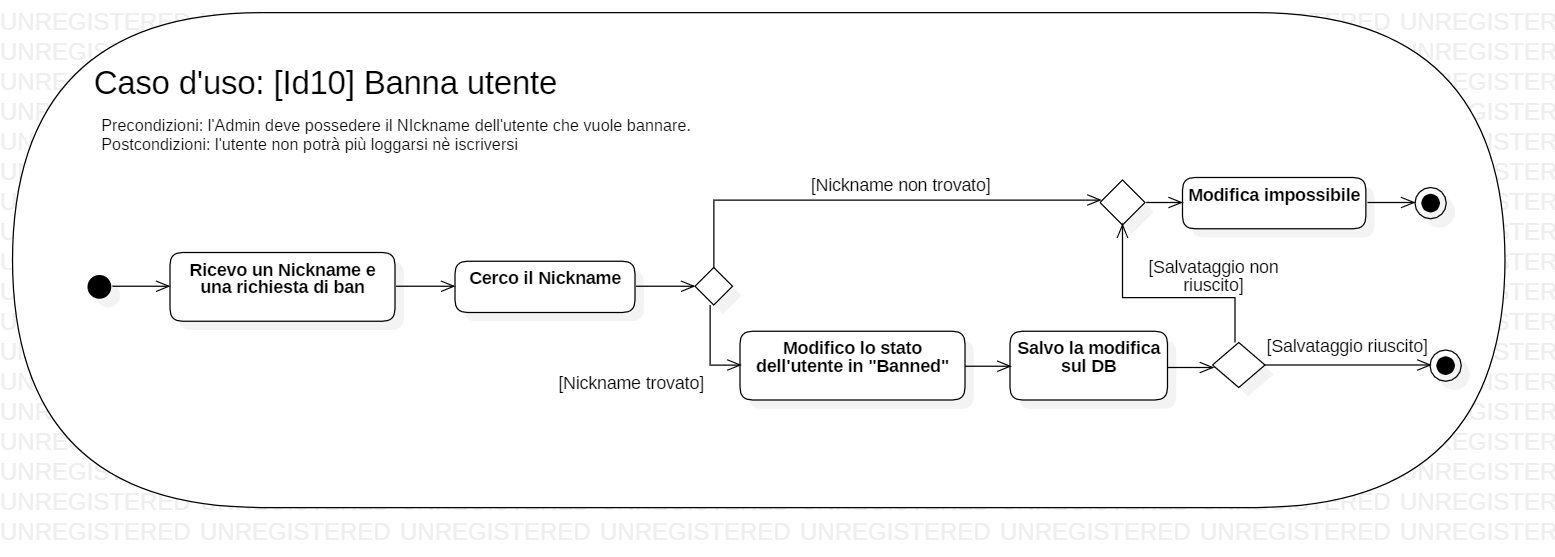 Caso d'uso: [Id10] Banna utente
Precondizioni: l'Admin deve possedere il NIckname dell'utente che vuole bannare.
Postcondizioni: l'utente non potrà più loggarsi nè iscriversi
[Nickname non trovato]
Modifica impossibile
Ricevo un Nickname e
una richiesta di ban
Cerco il Nickname
[Salvataggio non
riuscito]
[Nickname trovato]
Modifico lo stato
dell'utente in "Banned"
Salvo la modifica
sul DB
[Salvataggio riuscito]
UNREGISTERED UNREGISTERED UNREGISTERED UNREGISTERED UNREGISTERED UNREGISTERED UNREGISTERED UNREGISTER